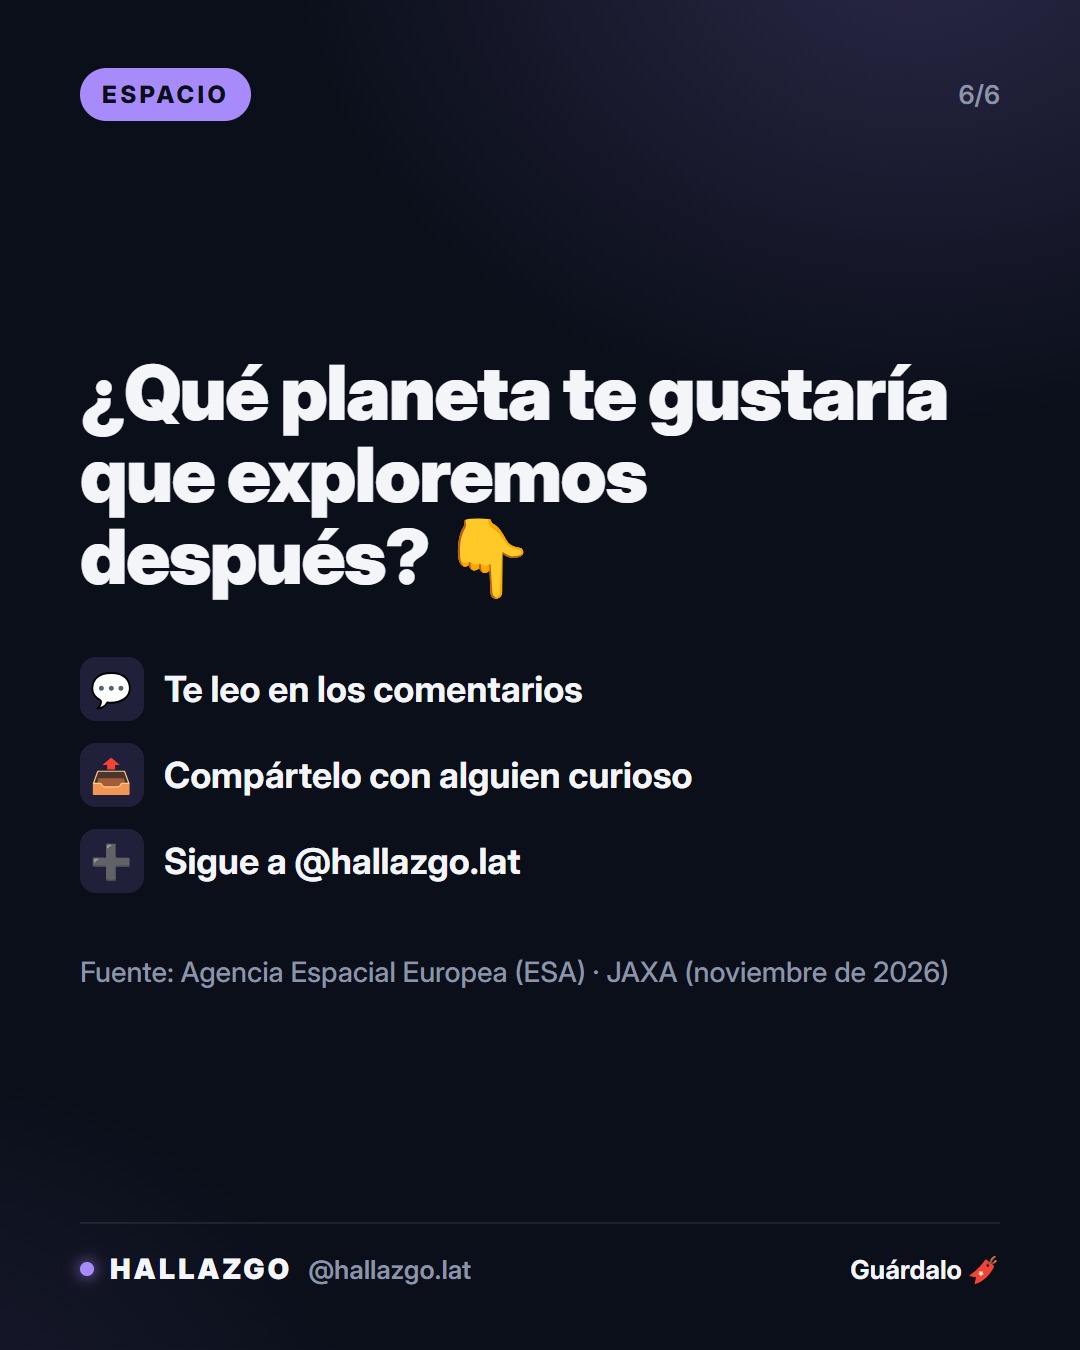 ESPACIO
6/6
¿Qué planeta te gustaría
que exploremos
después? 👇
Te leo en los comentarios
Compártelo con alguien curioso
Sigue a @hallazgo.lat
Fuente: Agencia Espacial Europea (ESA) · JAXA (noviembre de 2026)
HALLAZGO @hallazgo.lat
Guárdalo